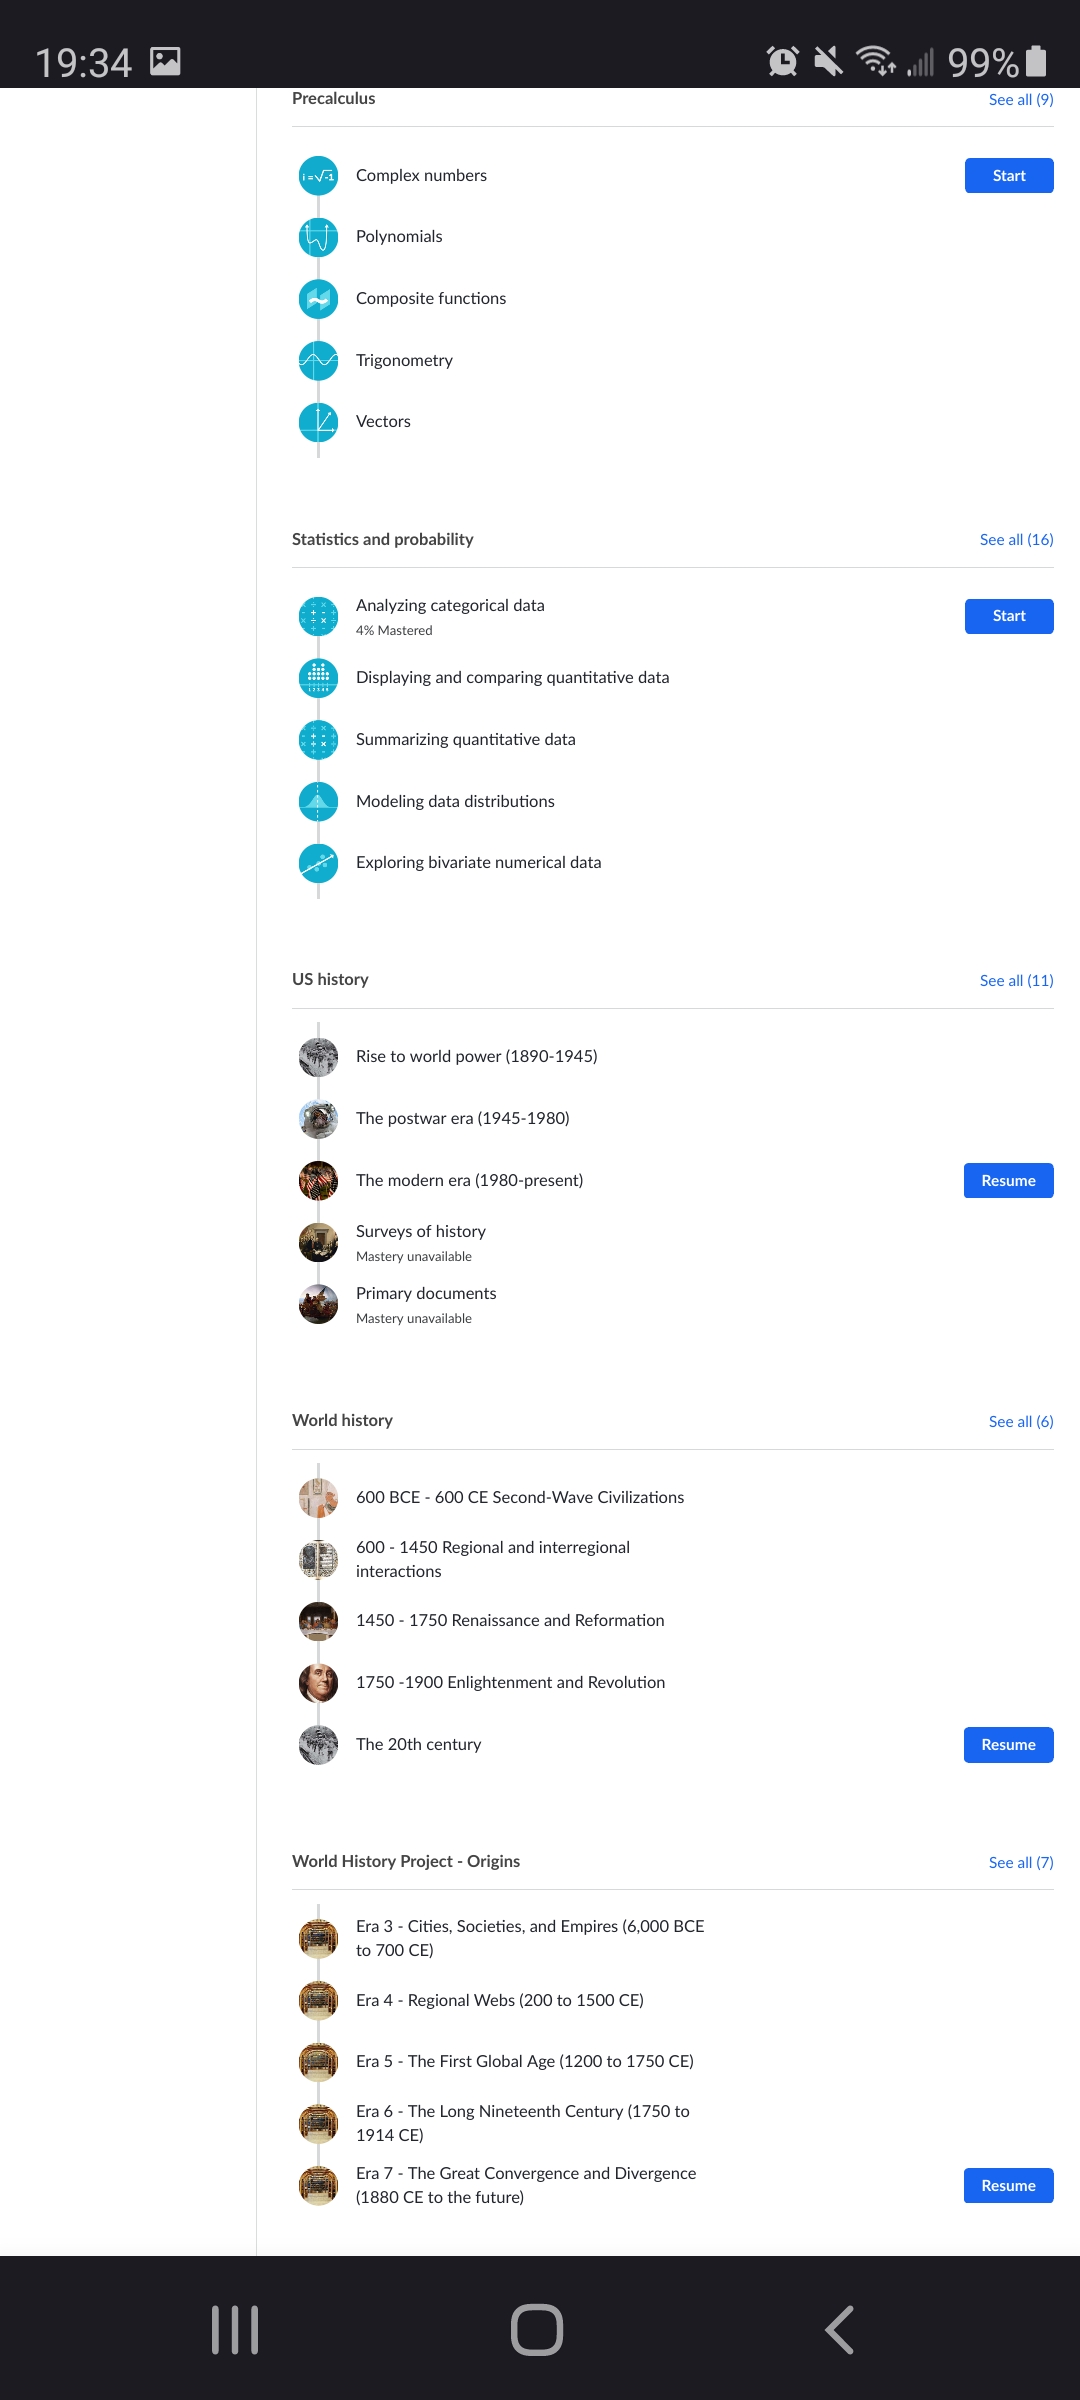 19:34
99%
Precalculus
See all (9)
i = √-1
Complex numbers
Start
Polynomials
Composite functions
Trigonometry
Vectors
Statistics and probability
See all (16)
Analyzing categorical data
Start
4% Mastered
Displaying and comparing quantitative data
Summarizing quantitative data
Modeling data distributions
Exploring bivariate numerical data
US history
See all (11)
Rise to world power (1890-1945)
The postwar era (1945-1980)
The modern era (1980-present)
Resume
Surveys of history
Mastery unavailable
Primary documents
Mastery unavailable
World history
See all (6)
600 BCE - 600 CE Second-Wave Civilizations
600 - 1450 Regional and interregional
interactions
1450 - 1750 Renaissance and Reformation
1750 -1900 Enlightenment and Revolution
The 20th century
Resume
World History Project - Origins
See all (7)
Era 3 - Cities, Societies, and Empires (6,000 BCE
to 700 CE)
Era 4 - Regional Webs (200 to 1500 CE)
Era 5 - The First Global Age (1200 to 1750 CE)
Era 6 - The Long Nineteenth Century (1750 to
1914 CE)
Era 7 - The Great Convergence and Divergence
(1880 CE to the future)
Resume